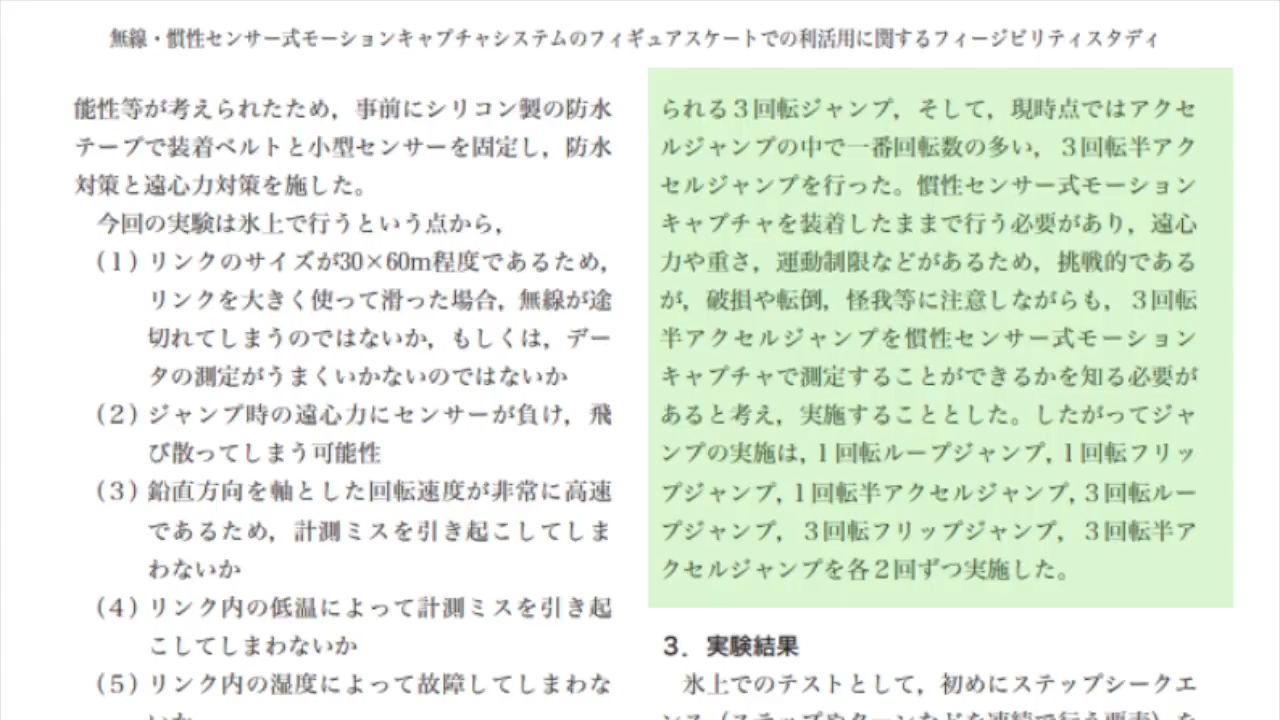 無線・慣性センサー式モーションキャプチャシステムのフィギュアスケートでの利活用に関するフィージビリティスタディ
能性等が考えられたため，事前にシリコン製の防水
テープで装着ベルトと小型センサーを固定し，防水
対策と遠心力対策を施した。
今回の実験は氷上で行うという点から，
（１）リンクのサイズが30×60m程度であるため，
リンクを大きく使って滑った場合，無線が途
切れてしまうのではないか，もしくは，デー
タの測定がうまくいかないのではないか
（２）ジャンプ時の遠心力にセンサーが負け，飛
び散ってしまう可能性
（３）鉛直方向を軸とした回転速度が非常に高速
であるため，計測ミスを引き起こしてしま
わないか
（４）リンク内の低温によって計測ミスを引き起
こしてしまわないか
（５）リンク内の湿度によって故障してしまわな
いか
られる３回転ジャンプ，そして，現時点ではアクセ
ルジャンプの中で一番回転数の多い，３回転半アク
セルジャンプを行った。慣性センサー式モーション
キャプチャを装着したままで行う必要があり，遠心
力や重さ，運動制限などがあるため，挑戦的である
が，破損や転倒，怪我等に注意しながらも，３回転
半アクセルジャンプを慣性センサー式モーション
キャプチャで測定することができるかを知る必要が
あると考え，実施することとした。したがってジャ
ンプの実施は，１回転ループジャンプ，１回転フリッ
プジャンプ，１回転半アクセルジャンプ，３回転ルー
プジャンプ，３回転フリップジャンプ，３回転半ア
クセルジャンプを各２回ずつ実施した。
３．実験結果
氷上でのテストとして，初めにステップシークエ
ンス（ステップやターンなどを連続で行う要素）を